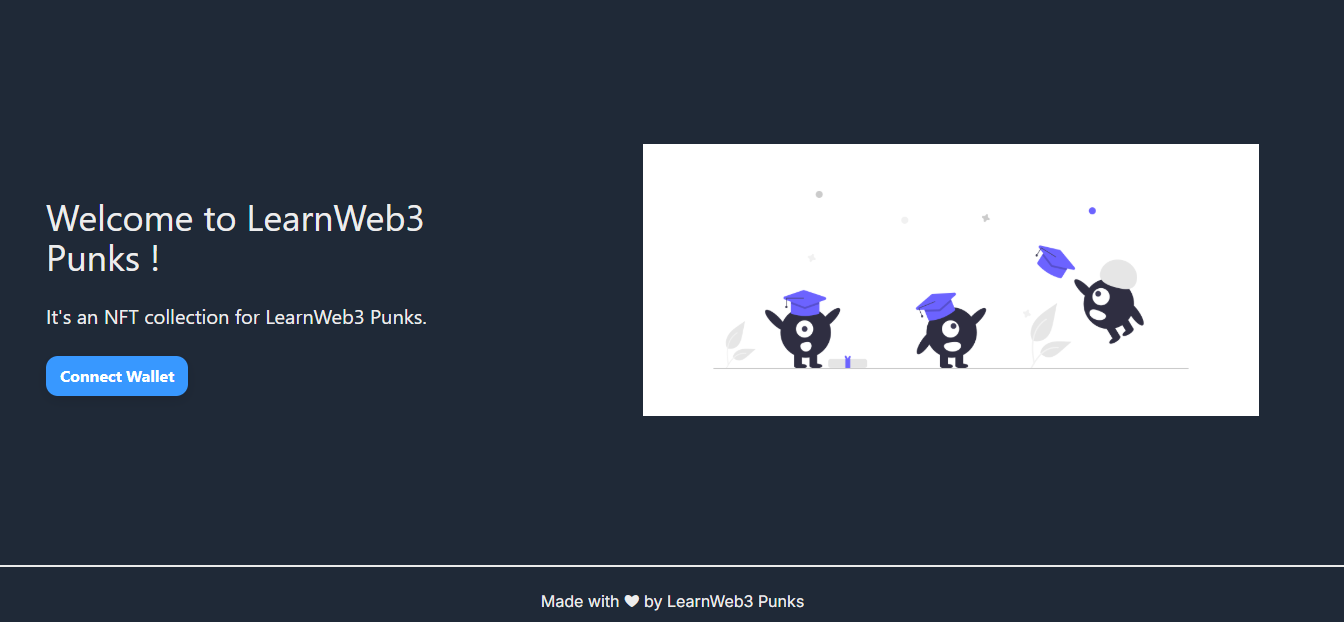 Welcome to LearnWeb3
Punks !
It's an NFT collection for LearnWeb3 Punks.
Connect Wallet
Made with ♥ by LearnWeb3 Punks